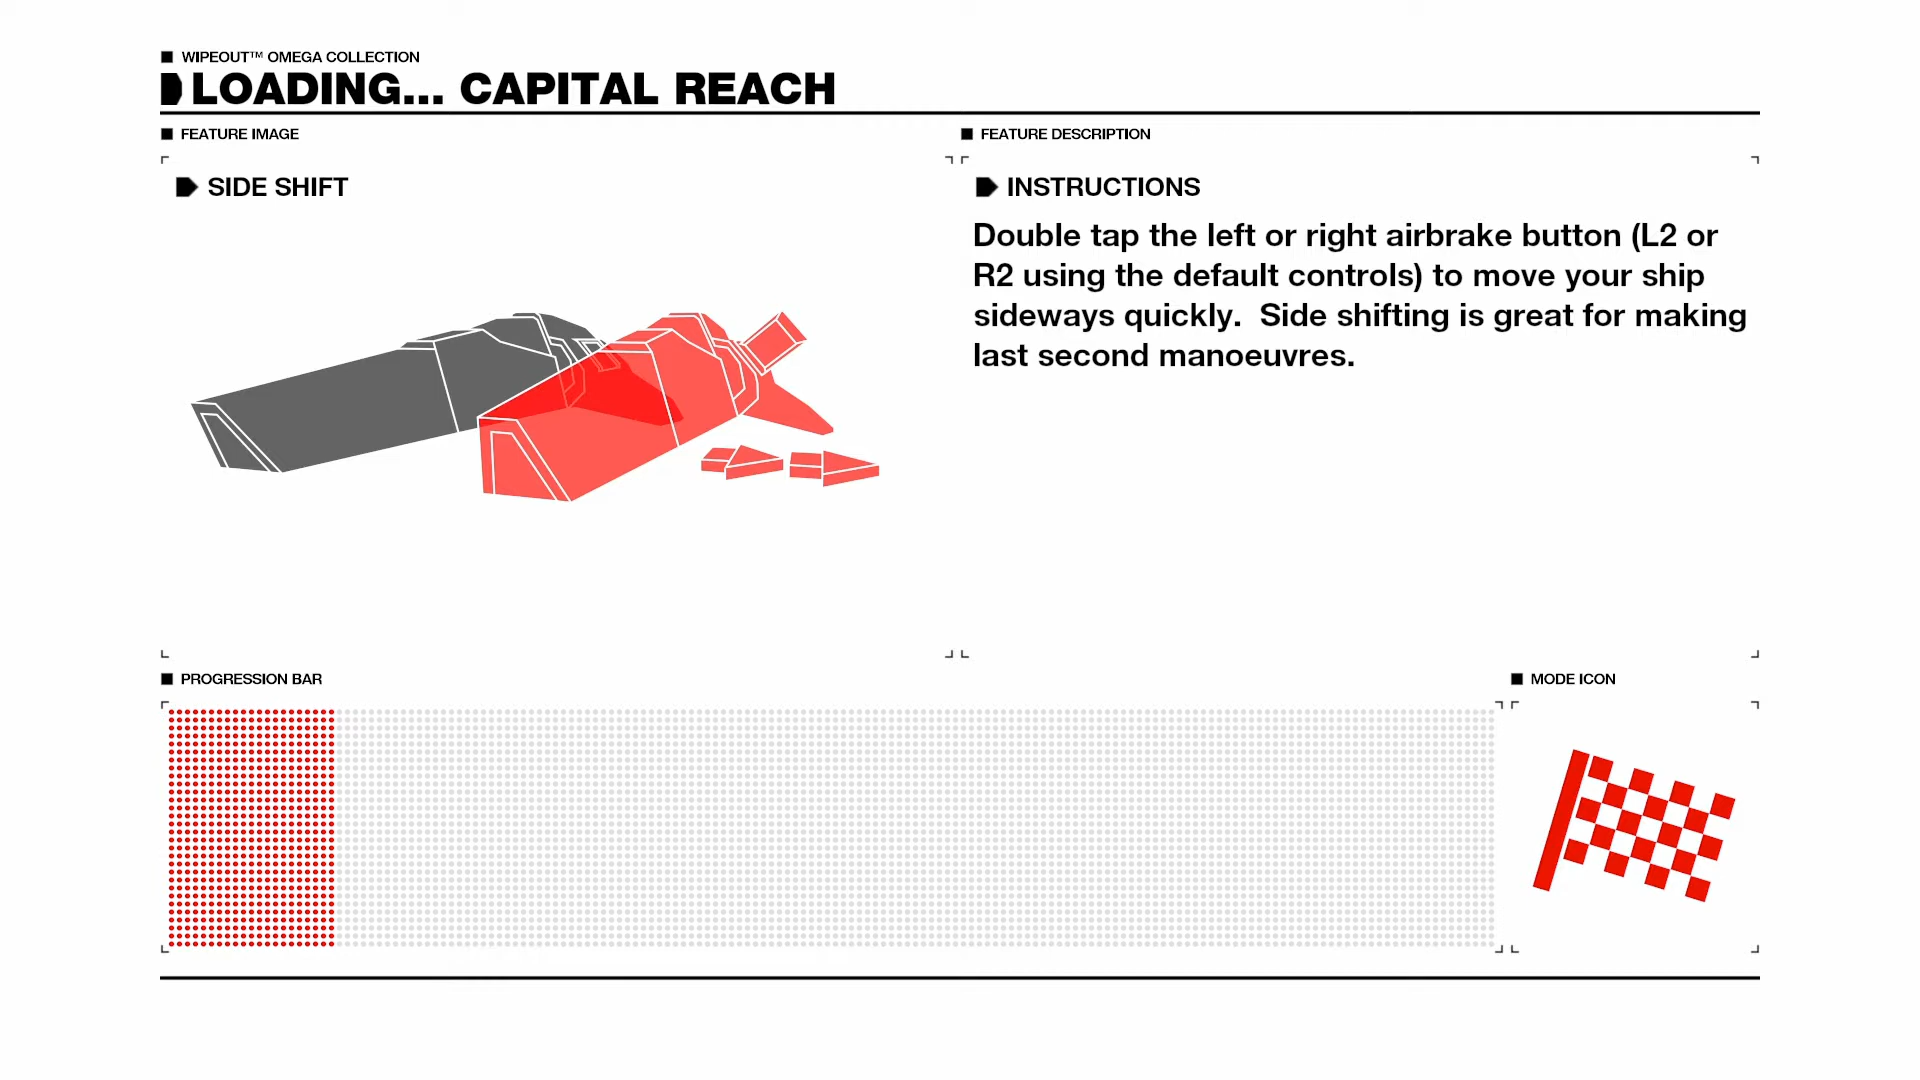 WIPEOUT™ OMEGA COLLECTION
LOADING... CAPITAL REACH
FEATURE IMAGE
SIDE SHIFT
FEATURE DESCRIPTION
INSTRUCTIONS
Double tap the left or right airbrake button (L2 or
R2 using the default controls) to move your ship
sideways quickly.  Side shifting is great for making
last second manoeuvres.
PROGRESSION BAR
MODE ICON